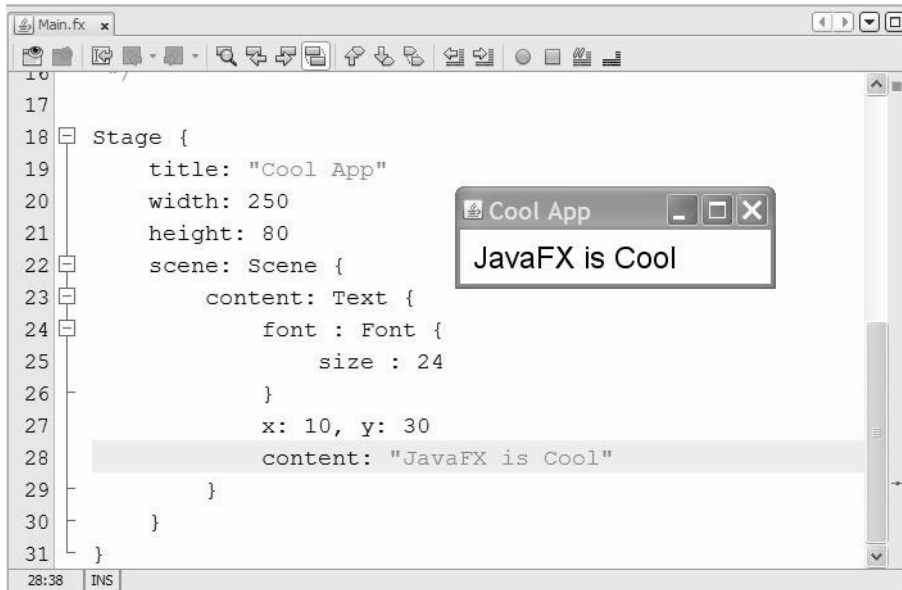 Main.fx x
16 */
17
18 Stage {
19 title: "Cool App"
20 width: 250
21 height: 80
22 scene: Scene {
23 content: Text {
24 font : Font {
25 size : 24
26 }
27 x: 10, y: 30
28 content: "JavaFX is Cool"
29 }
30 }
31 }
Cool App
JavaFX is Cool
28:38 INS